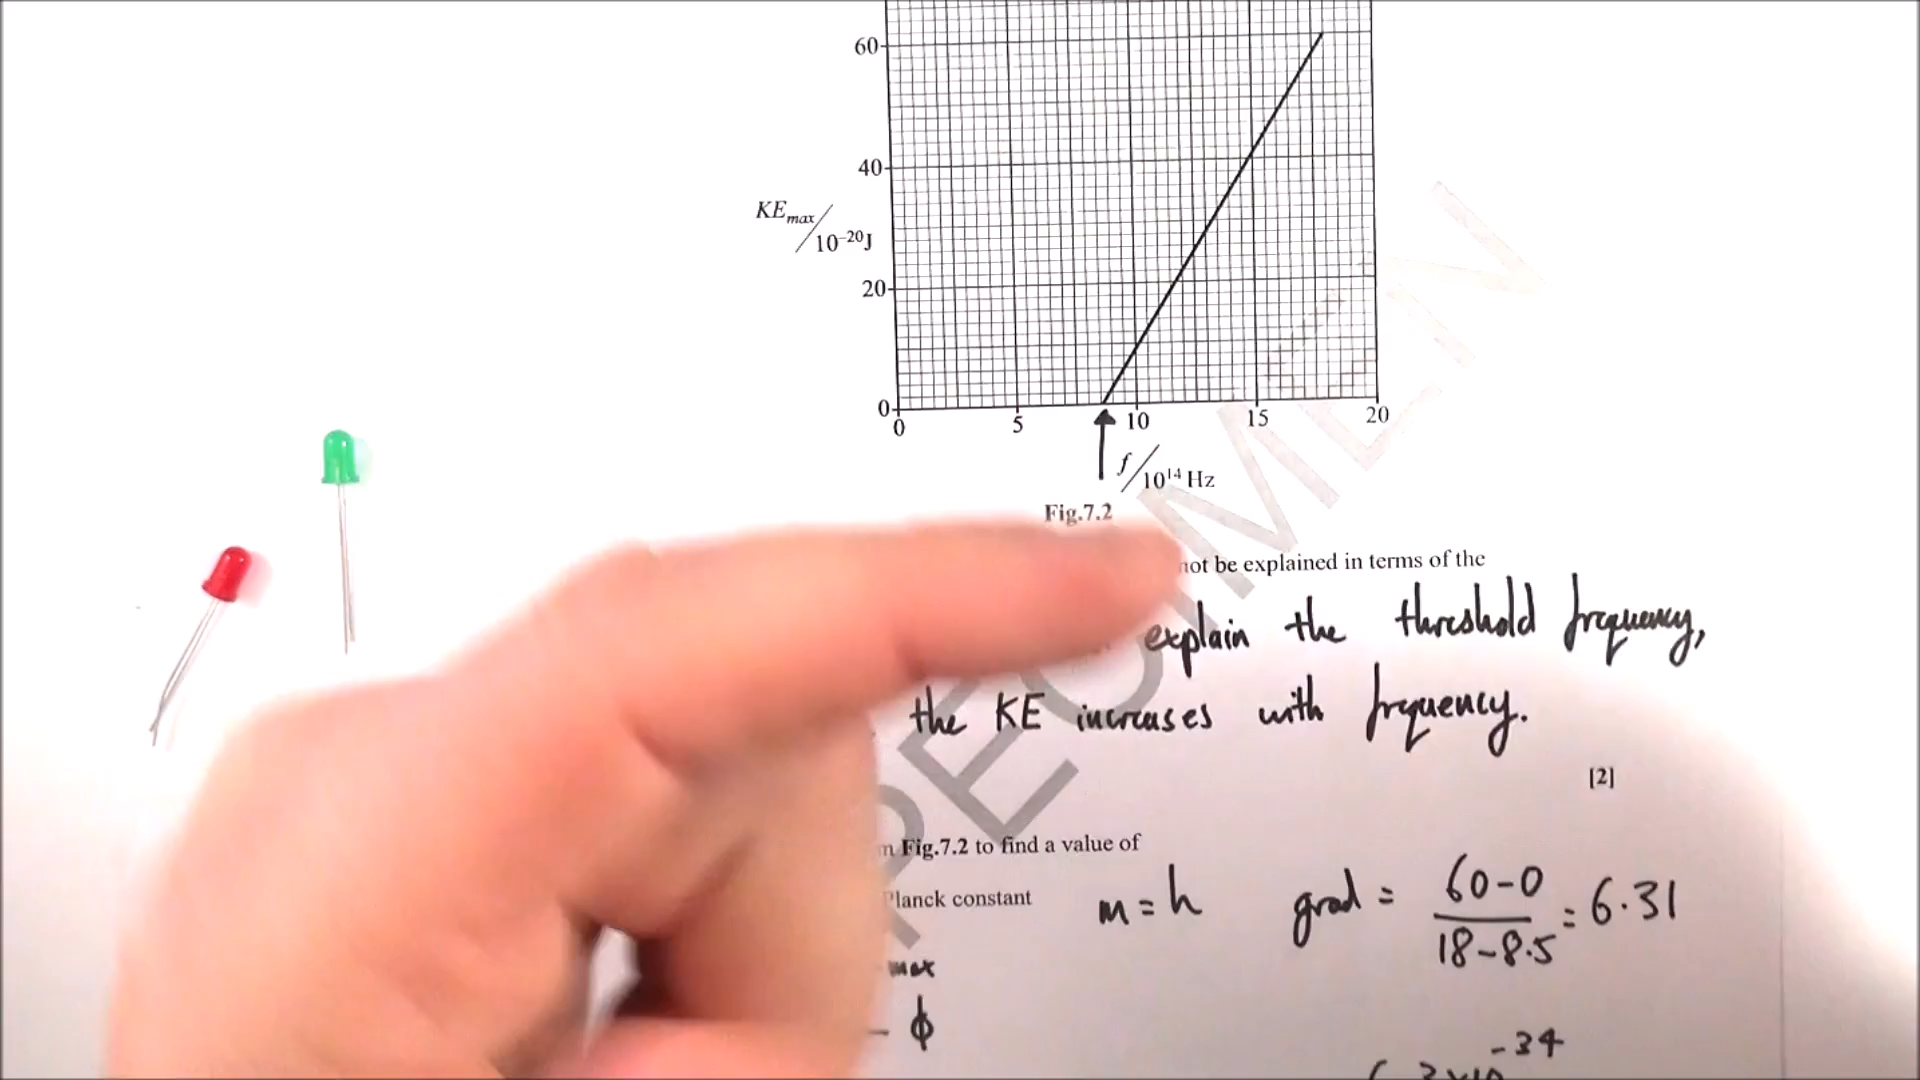 60
40
KEmax/
10⁻²⁰J
20
0
0 5 10 15 20
f/10¹⁴ Hz
Fig.7.2
not be explained in terms of the
explain the threshold frequency,
the KE increases with frequency.
[2]
Fig.7.2 to find a value of
Planck constant m = h grad = 60-0 / 18-8.5 = 6.31
max
- ϕ
-34